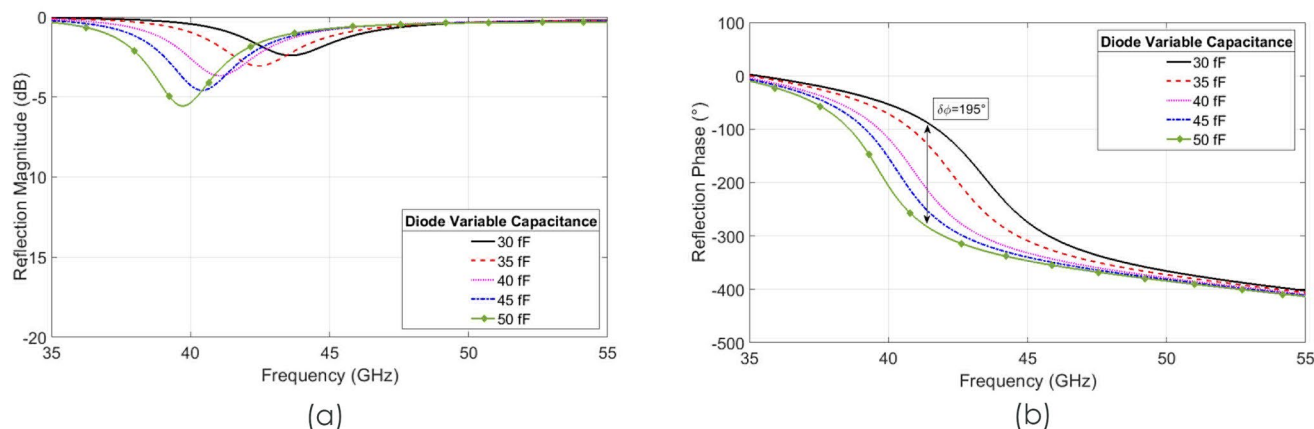 0
-5
-10
-15
-20
Reflection Magnitude (dB)
35
40
45
50
55
Frequency (GHz)
Diode Variable Capacitance
30 fF
35 fF
40 fF
45 fF
50 fF
(a)
100
0
-100
-200
-300
-400
-500
Reflection Phase (°)
35
40
45
50
55
Frequency (GHz)
δϕ=195°
Diode Variable Capacitance
30 fF
35 fF
40 fF
45 fF
50 fF
(b)